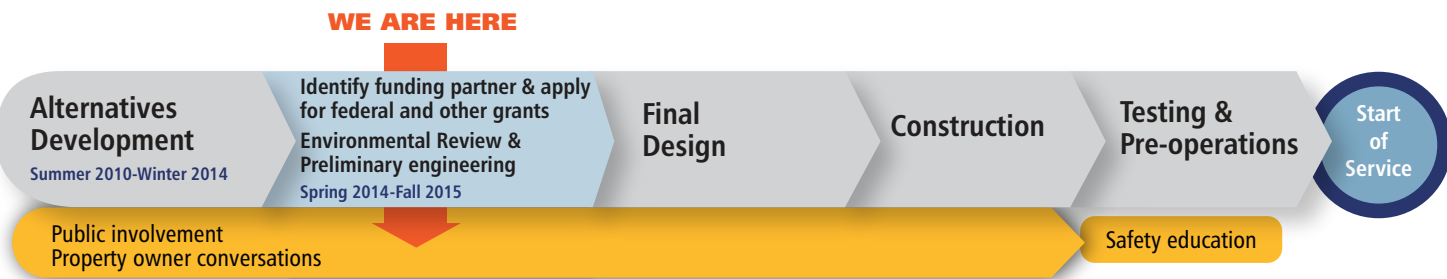 WE ARE HERE
Alternatives
Development
Summer 2010-Winter 2014
Identify funding partner & apply
for federal and other grants
Environmental Review &
Preliminary engineering
Spring 2014-Fall 2015
Final
Design
Construction
Testing &
Pre-operations
Start
of
Service
Public involvement
Property owner conversations
Safety education